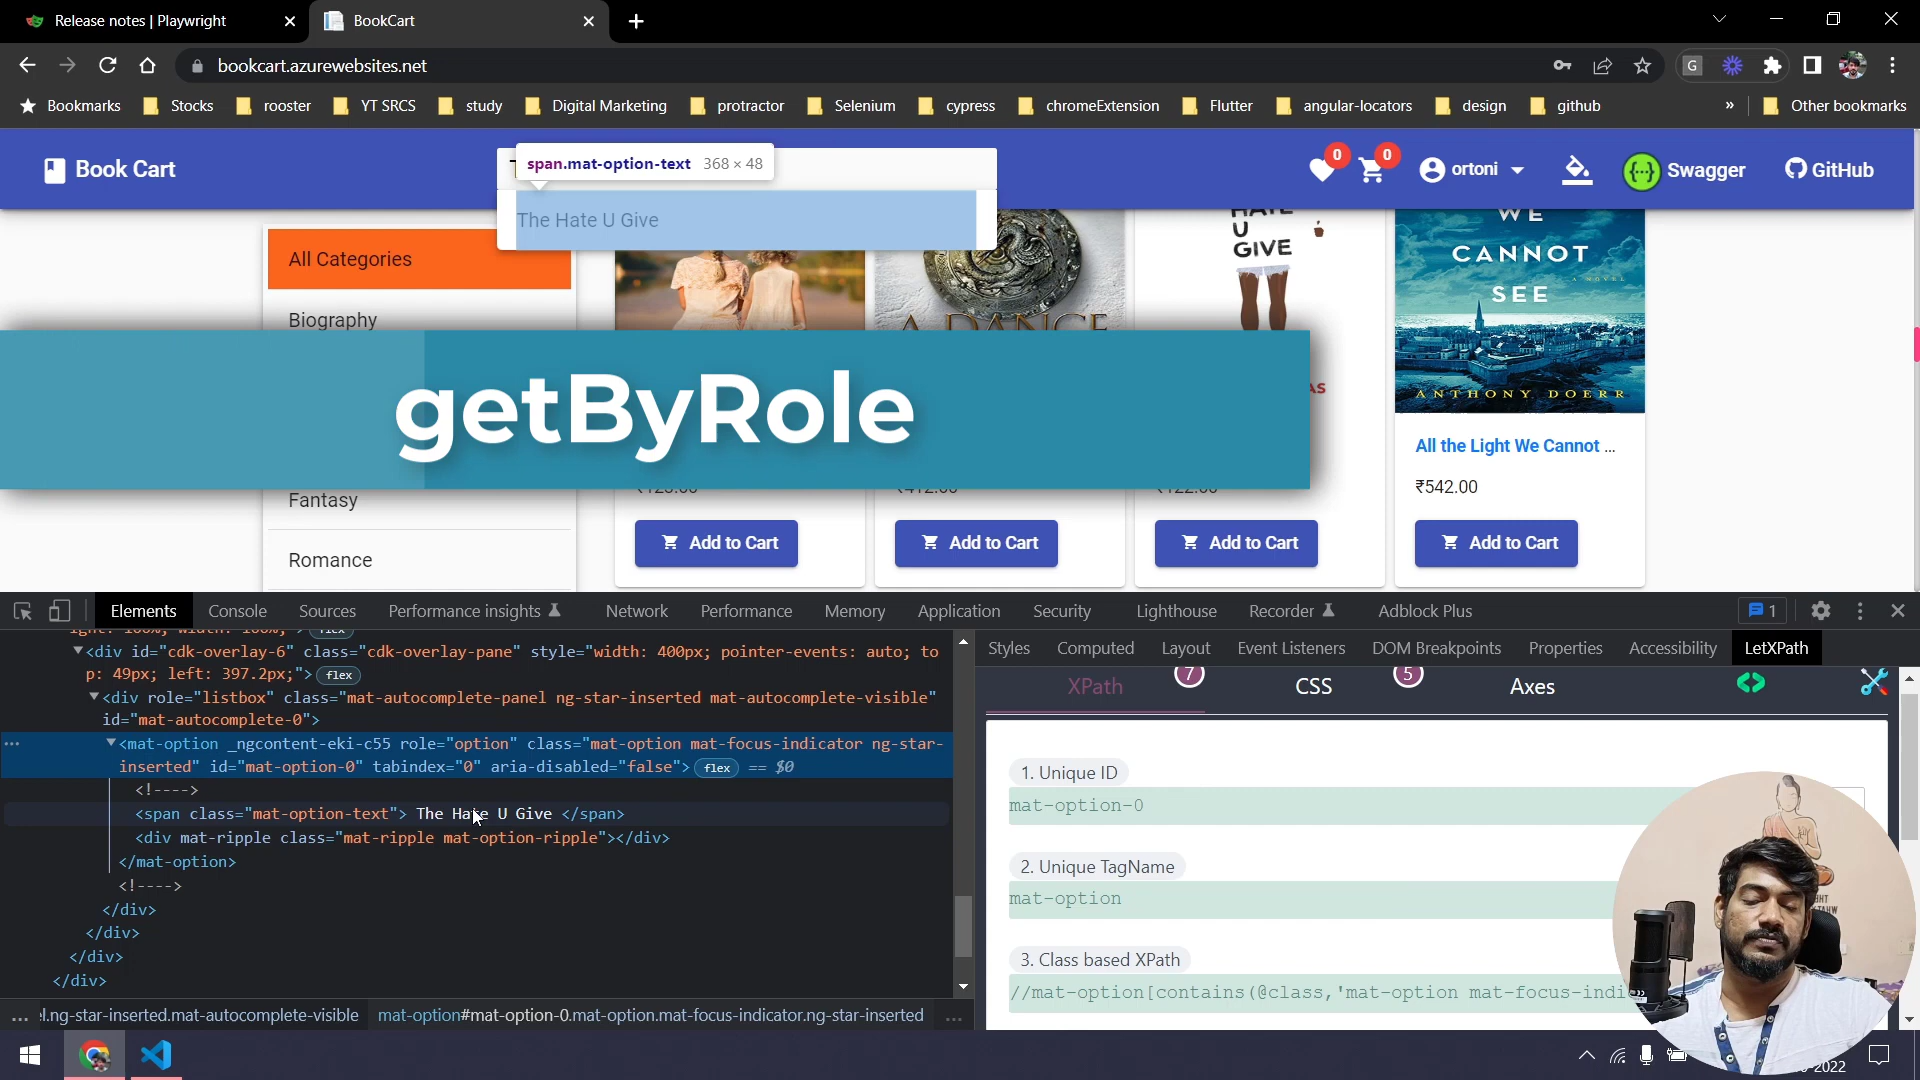 Release notes | Playwright
BookCart
bookcart.azurewebsites.net
G
Bookmarks
Stocks
rooster
YT SRCS
study
Digital Marketing
protractor
Selenium
cypress
chromeExtension
Flutter
angular-locators
design
github
»
Other bookmarks
Book Cart
span.mat-option-text 368 × 48
The Hate U Give
0
0
ortoni
{···}
Swagger
GitHub
All Categories
Biography
Fantasy
Romance
A DANCE
HATE
U
GIVE
WE
CANNOT
SEE
A NOVEL
ANTHONY DOERR
getByRole
All the Light We Cannot ...
₹542.00
Add to Cart
Add to Cart
Add to Cart
Add to Cart
Elements
Console
Sources
Performance insights
Network
Performance
Memory
Application
Security
Lighthouse
Recorder
Adblock Plus
1
ight: 100%; width: 100%;">
flex
▼<div id="cdk-overlay-6" class="cdk-overlay-pane" style="width: 400px; pointer-events: auto; to
p: 49px; left: 397.2px;"> flex
▼<div role="listbox" class="mat-autocomplete-panel ng-star-inserted mat-autocomplete-visible"
id="mat-autocomplete-0">
… ▼<mat-option _ngcontent-eki-c55 role="option" class="mat-option mat-focus-indicator ng-star-
inserted" id="mat-option-0" tabindex="0" aria-disabled="false"> flex == $0
<!---->
<span class="mat-option-text"> The Hate U Give </span>
<div mat-ripple class="mat-ripple mat-option-ripple"></div>
</mat-option>
<!---->
</div>
</div>
</div>
</div>
… l.ng-star-inserted.mat-autocomplete-visible mat-option#mat-option-0.mat-option.mat-focus-indicator.ng-star-inserted …
Styles
Computed
Layout
Event Listeners
DOM Breakpoints
Properties
Accessibility
LetXPath
XPath
7
CSS
5
Axes
1. Unique ID
mat-option-0
2. Unique TagName
mat-option
3. Class based XPath
//mat-option[contains(@class,'mat-option mat-focus-indi
-2022